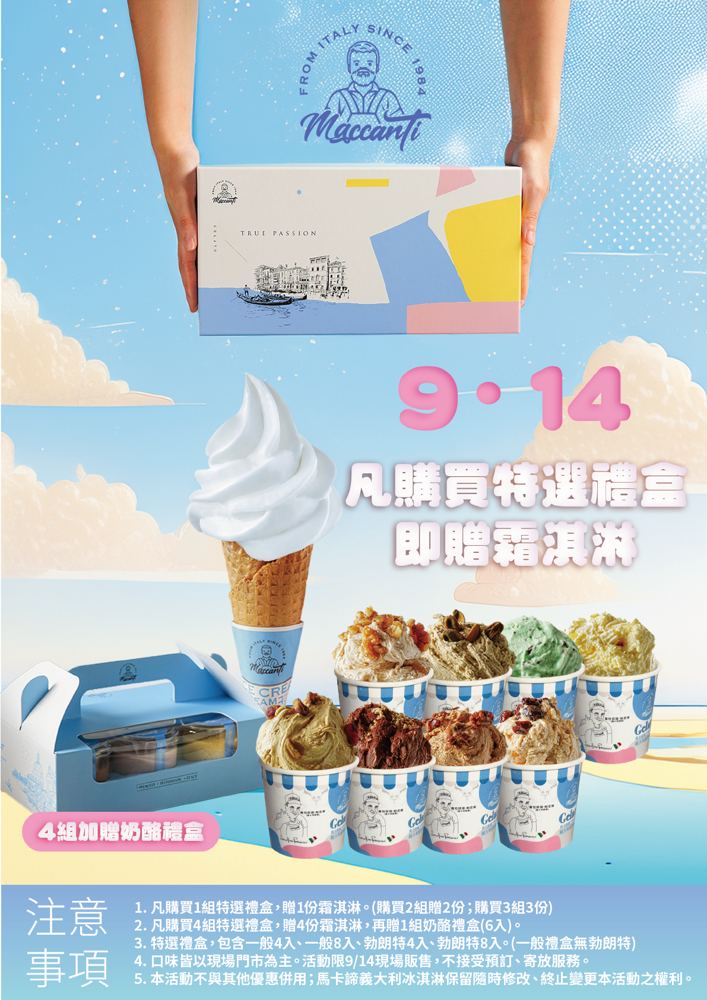 FROM ITALY SINCE 1984
Maccanti
Maccanti
GELATO
TRUE PASSION
9·14
凡購買特選禮盒
即贈霜淇淋
FROM ITALY SINCE 1984
Maccanti
4組加贈奶酪禮盒
注意
事項
1. 凡購買1組特選禮盒,贈1份霜淇淋。(購買2組贈2份;購買3組3份)
2. 凡購買4組特選禮盒,贈4份霜淇淋,再贈1組奶酪禮盒(6入)。
3. 特選禮盒,包含一般4入、一般8入、勃朗特4入、勃朗特8入。(一般禮盒無勃朗特)
4. 口味皆以現場門市為主。活動限9/14現場販售,不接受預訂、寄放服務。
5. 本活動不與其他優惠併用;馬卡諦義大利冰淇淋保留隨時修改、終止變更本活動之權利。